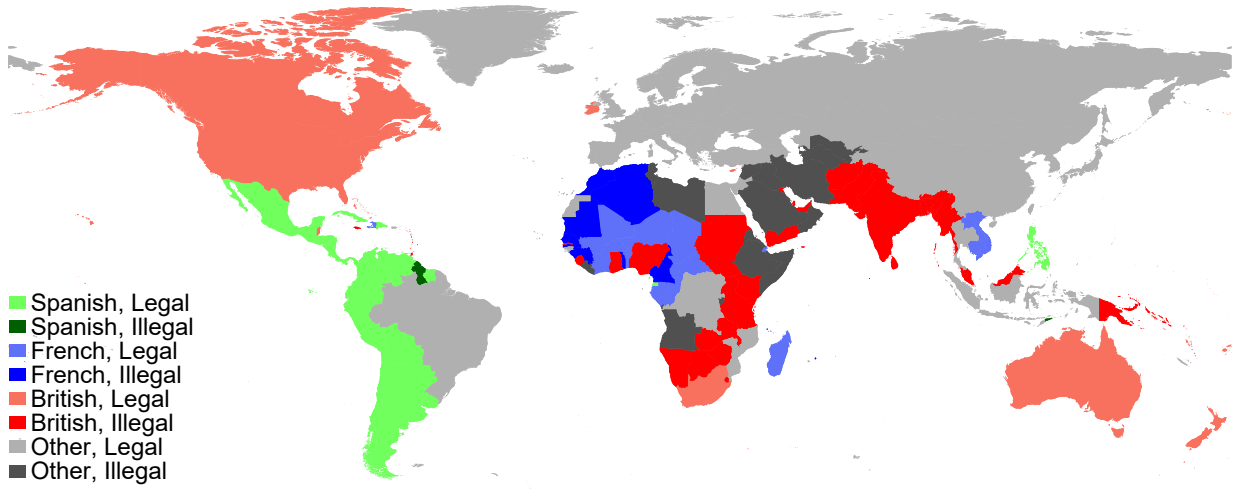 Spanish, Legal
Spanish, Illegal
French, Legal
French, Illegal
British, Legal
British, Illegal
Other, Legal
Other, Illegal